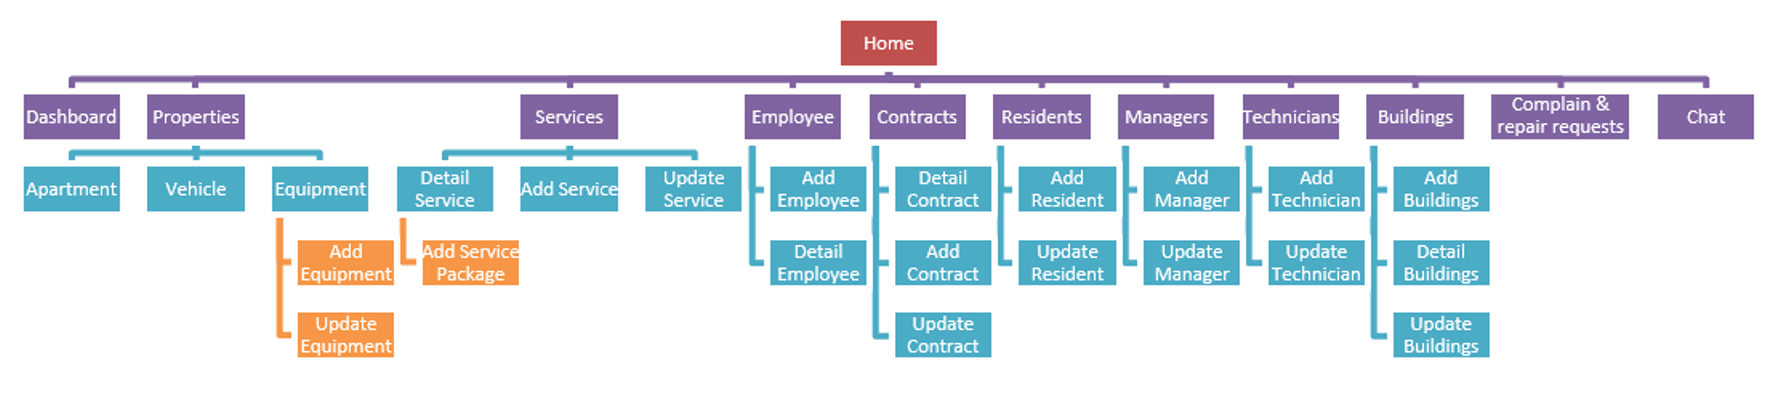 Home
Dashboard
Properties
Services
Employee
Contracts
Residents
Managers
Technicians
Buildings
Complain &
repair requests
Chat
Apartment
Vehicle
Equipment
Detail
Service
Add Service
Update
Service
Add
Employee
Detail
Contract
Add
Resident
Add
Manager
Add
Technician
Add
Buildings
Add
Equipment
Add Service
Package
Detail
Employee
Add
Contract
Update
Resident
Update
Manager
Update
Technician
Detail
Buildings
Update
Equipment
Update
Contract
Update
Buildings